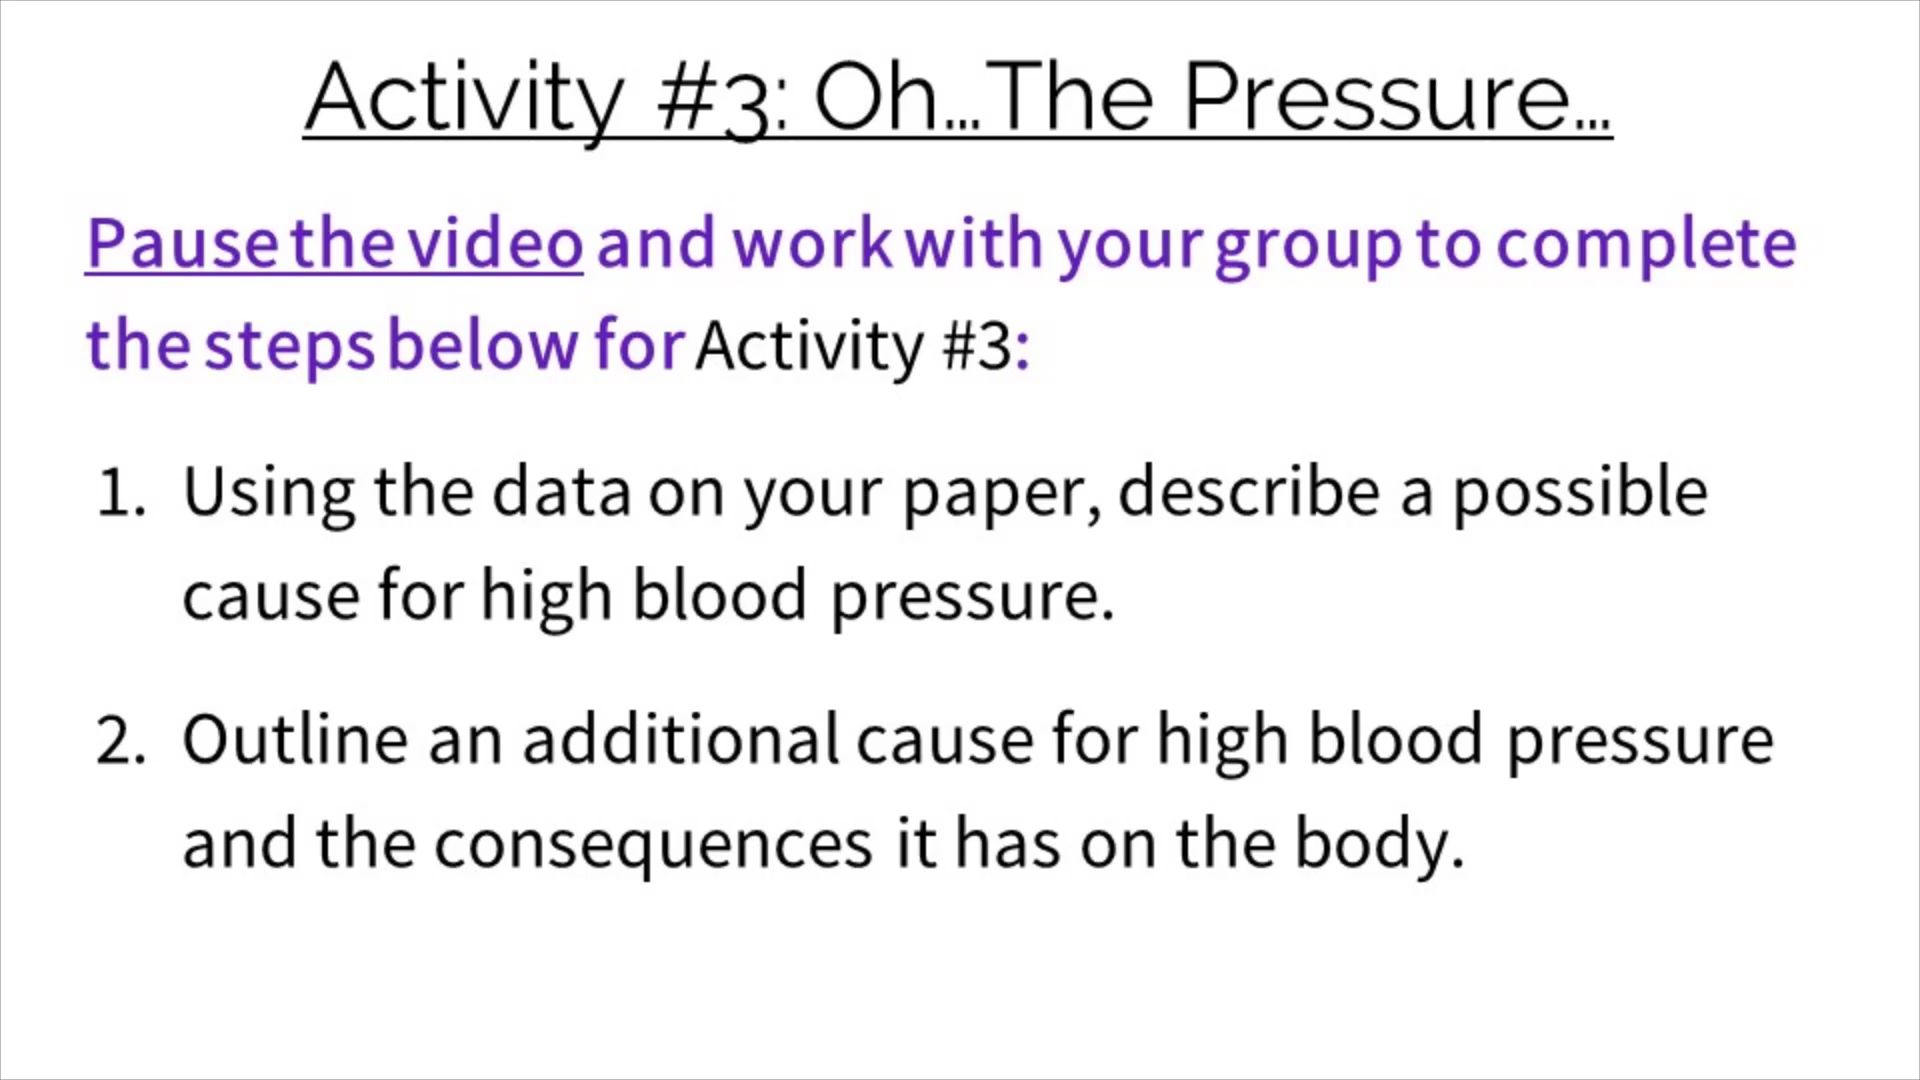 Activity #3: Oh...The Pressure...
Pause the video and work with your group to complete
the steps below for Activity #3:
1. Using the data on your paper, describe a possible
cause for high blood pressure.
2. Outline an additional cause for high blood pressure
and the consequences it has on the body.